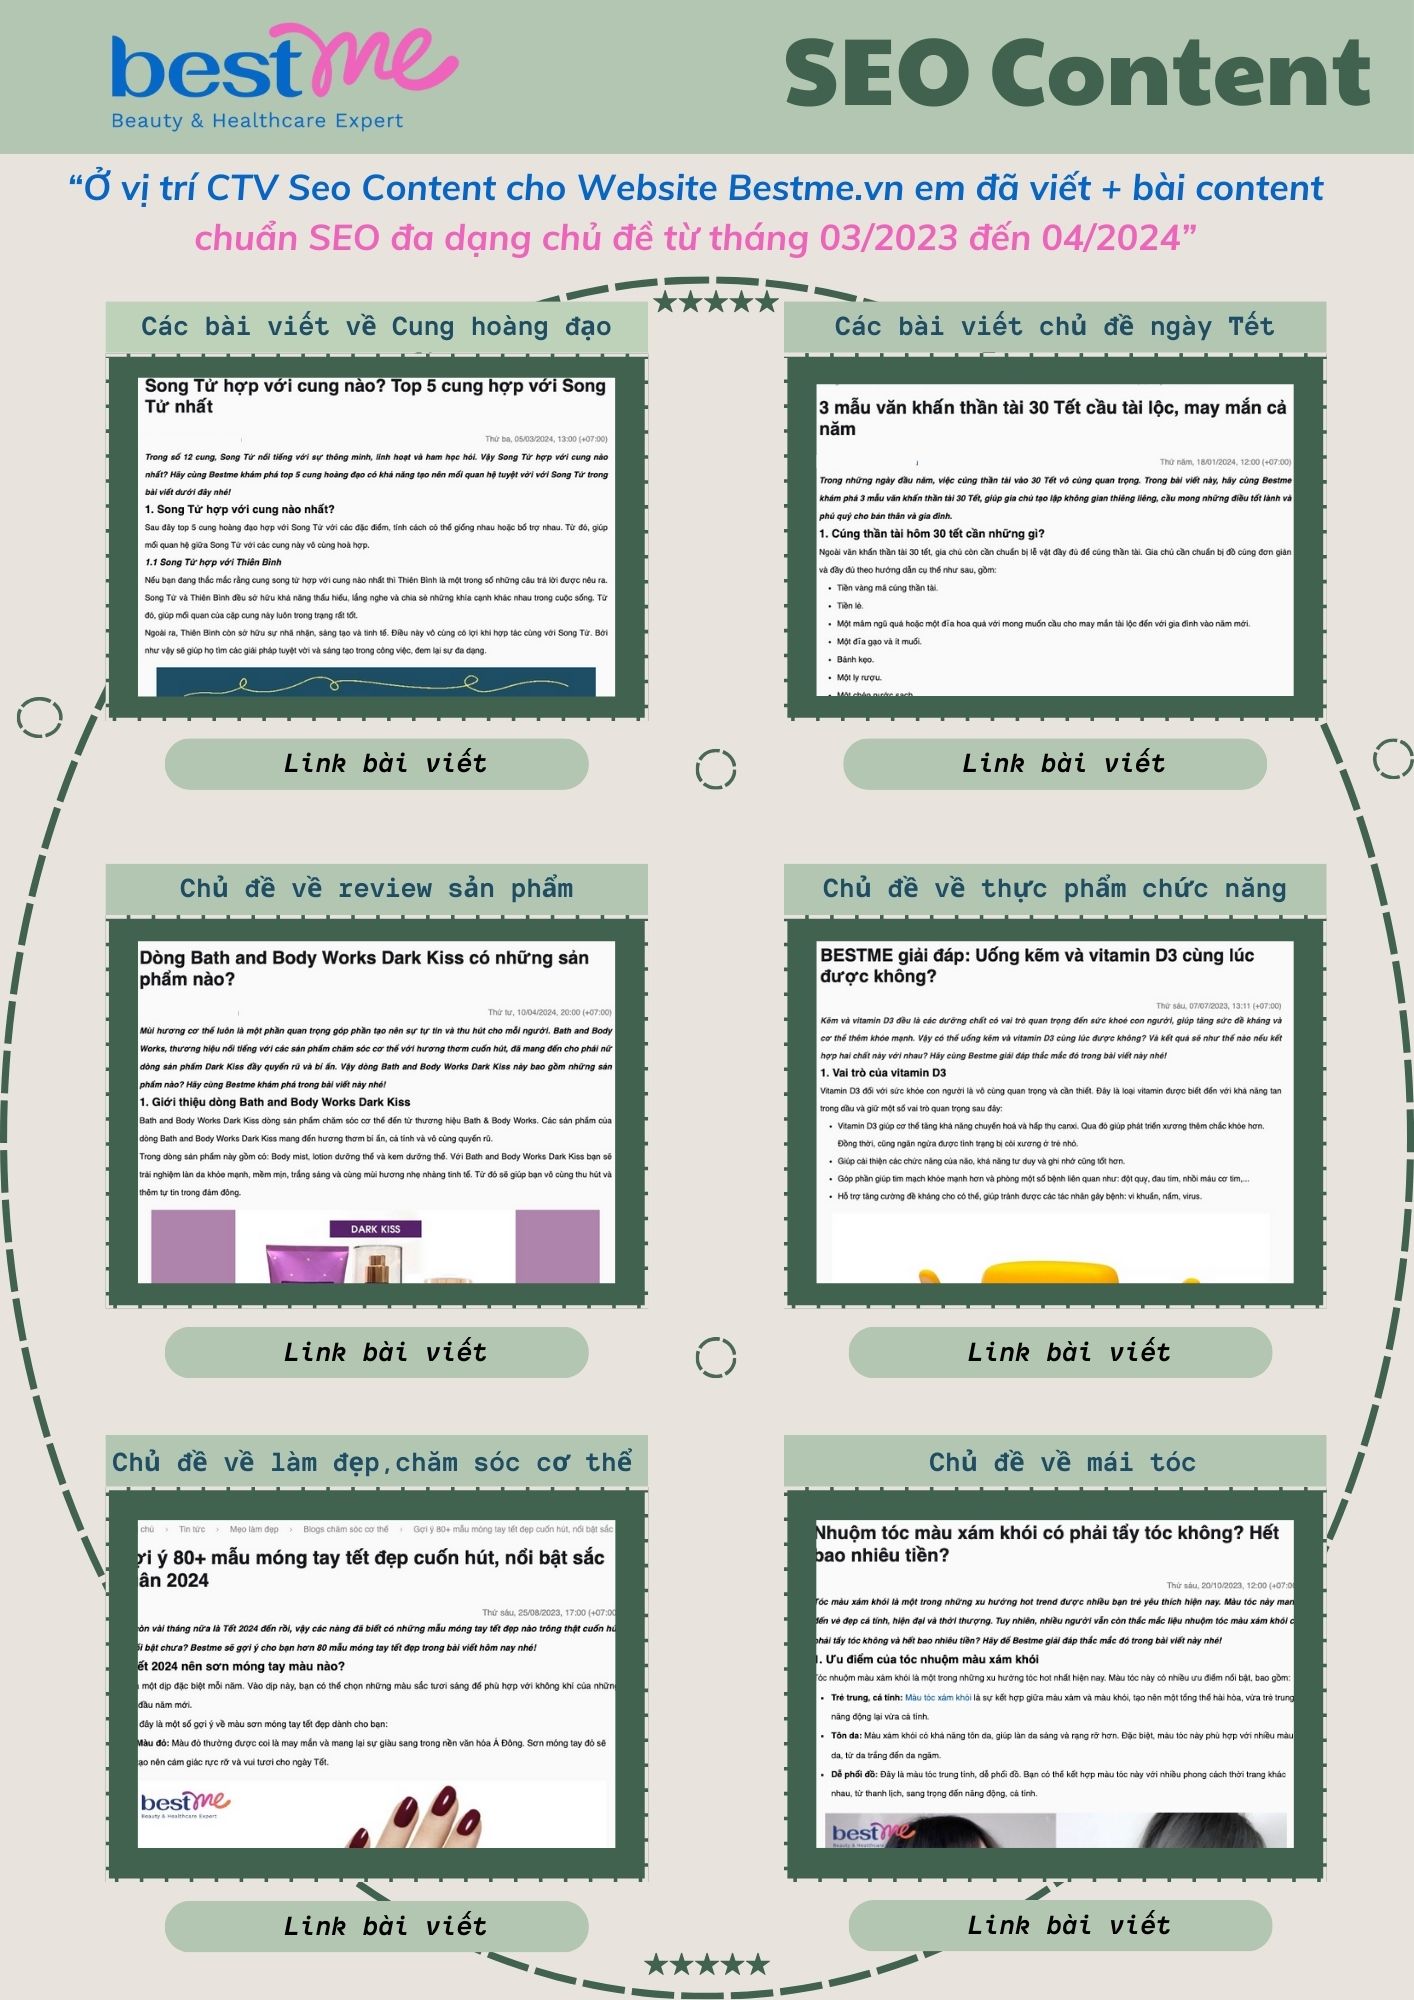 bestme
Beauty & Healthcare Expert
SEO Content
“Ở vị trí CTV Seo Content cho Website Bestme.vn em đã viết + bài content
chuẩn SEO đa dạng chủ đề từ tháng 03/2023 đến 04/2024”
Các bài viết về Cung hoàng đạo
Song Tử hợp với cung nào? Top 5 cung hợp với Song
Tử nhất
Thứ ba, 05/03/2024, 13:00 (+07:00)
Trong số 12 cung, Song Tử nổi tiếng với sự thông minh, linh hoạt và ham học hỏi. Vậy Song Tử hợp với cung nào
nhất? Hãy cùng Bestme khám phá top 5 cung hoàng đạo có khả năng tạo nên mối quan hệ tuyệt vời với Song Tử trong
bài viết dưới đây nhé!
1. Song Tử hợp với cung nào nhất?
Sau đây top 5 cung hoàng đạo hợp với Song Tử với các đặc điểm, tính cách có thể giống nhau hoặc bổ trợ nhau. Từ đó, giúp
mối quan hệ giữa Song Tử với các cung này vô cùng hoà hợp.
1.1 Song Tử hợp với Thiên Bình
Nếu bạn đang thắc mắc rằng cung song tử hợp với cung nào nhất thì Thiên Bình là một trong số những câu trả lời được nêu ra.
Song Tử và Thiên Bình đều sở hữu khả năng thấu hiểu, lắng nghe và chia sẻ những khía cạnh khác nhau trong cuộc sống. Từ
đó, giúp mối quan của cặp cung này luôn trong trạng rất tốt.
Ngoài ra, Thiên Bình còn sở hữu sự nhã nhặn, sáng tạo và tinh tế. Điều này vô cùng có lợi khi hợp tác cùng với Song Tử. Bởi
như vậy sẽ giúp họ tìm các giải pháp tuyệt vời và sáng tạo trong công việc, đem lại sự đa dạng.
Link bài viết
Các bài viết chủ đề ngày Tết
3 mẫu văn khấn thần tài 30 Tết cầu tài lộc, may mắn cả
năm
Thứ năm, 18/01/2024, 12:00 (+07:00)
Trong những ngày đầu năm, việc cúng thần tài vào 30 Tết vô cùng quan trọng. Trong bài viết này, hãy cùng Bestme
khám phá 3 mẫu văn khấn thần tài 30 Tết, giúp gia chủ tạo lập không gian thiêng liêng, cầu mong những điều tốt lành và
phú quý cho bản thân và gia đình.
1. Cúng thần tài hôm 30 tết cần những gì?
Ngoài văn khấn thần tài 30 tết, gia chủ còn cần chuẩn bị lễ vật đầy đủ để cúng thần tài. Gia chủ cần chuẩn bị đồ cúng đơn giản
và đầy đủ theo hướng dẫn cụ thể như sau, gồm:
• Tiền vàng mã cúng thần tài.
• Tiền lẻ.
• Một mâm ngũ quả hoặc một đĩa hoa quả với mong muốn cầu cho may mắn tài lộc đến với gia đình vào năm mới.
• Một đĩa gạo và ít muối.
• Bánh kẹo.
• Một ly rượu.
• Một chén nước sạch
Link bài viết
Chủ đề về review sản phẩm
Dòng Bath and Body Works Dark Kiss có những sản
phẩm nào?
Thứ tư, 10/04/2024, 20:00 (+07:00)
Mùi hương cơ thể luôn là một phần quan trọng góp phần tạo nên sự tự tin và thu hút cho mỗi người. Bath and Body
Works, thương hiệu nổi tiếng với các sản phẩm chăm sóc cơ thể với hương thơm cuốn hút, đã mang đến cho phái nữ
dòng sản phẩm Dark Kiss đầy quyến rũ và bí ẩn. Vậy dòng Bath and Body Works Dark Kiss này bao gồm những sản
phẩm nào? Hãy cùng Bestme khám phá trong bài viết này nhé!
1. Giới thiệu dòng Bath and Body Works Dark Kiss
Bath and Body Works Dark Kiss dòng sản phẩm chăm sóc cơ thể đến từ thương hiệu Bath & Body Works. Các sản phẩm của
dòng Bath and Body Works Dark Kiss mang đến hương thơm bí ẩn, cá tính và vô cùng quyến rũ.
Trong dòng sản phẩm này gồm có: Body mist, lotion dưỡng thể và kem dưỡng thể. Với Bath and Body Works Dark Kiss bạn sẽ
trải nghiệm làn da khỏe mạnh, mềm mịn, trắng sáng và cùng mùi hương nhẹ nhàng tinh tế. Từ đó sẽ giúp bạn vô cùng thu hút và
thêm tự tin trong đám đông.
DARK KISS
Link bài viết
Chủ đề về thực phẩm chức năng
BESTME giải đáp: Uống kẽm và vitamin D3 cùng lúc
được không?
Thứ sáu, 07/07/2023, 13:11 (+07:00)
Kẽm và vitamin D3 đều là các dưỡng chất có vai trò quan trọng đến sức khoẻ con người, giúp tăng sức đề kháng và
cơ thể thêm khỏe mạnh. Vậy có thể uống kẽm và vitamin D3 cùng lúc được không? Và kết quả sẽ như thế nào nếu kết
hợp hai chất này với nhau? Hãy cùng Bestme giải đáp thắc mắc đó trong bài viết này nhé!
1. Vai trò của vitamin D3
Vitamin D3 đối với sức khỏe con người là vô cùng quan trọng và cần thiết. Đây là loại vitamin được biết đến với khả năng tan
trong dầu và giữ một số vai trò quan trọng sau đây:
• Vitamin D3 giúp cơ thể tăng khả năng chuyển hoá và hấp thụ canxi. Qua đó giúp phát triển xương thêm chắc khỏe hơn.
Đồng thời, cũng ngăn ngừa được tình trạng bị còi xương ở trẻ nhỏ.
• Giúp cải thiện các chức năng của não, khả năng tư duy và ghi nhớ cũng tốt hơn.
• Góp phần giúp tim mạch khỏe mạnh hơn và phòng một số bệnh liên quan như: đột quỵ, đau tim, nhồi máu cơ tim,...
• Hỗ trợ tăng cường đề kháng cho có thể, giúp tránh được các tác nhân gây bệnh: vi khuẩn, nấm, virus.
Link bài viết
Chủ đề về làm đẹp,chăm sóc cơ thể
chủ › Tin tức › Mẹo làm đẹp › Blogs chăm sóc cơ thể › Gợi ý 80+ mẫu móng tay tết đẹp cuốn hút, nổi bật sắc
ợi ý 80+ mẫu móng tay tết đẹp cuốn hút, nổi bật sắc
ân 2024
Thứ sáu, 25/08/2023, 17:00 (+07:00
òn vài tháng nữa là Tết 2024 đến rồi, vậy các nàng đã biết có những mẫu móng tay tết đẹp nào trông thật cuốn hú
ổi bật chưa? Bestme sẽ gợi ý cho bạn hơn 80 mẫu móng tay tết đẹp trong bài viết hôm nay nhé!
ết 2024 nên sơn móng tay màu nào?
một dịp đặc biệt mỗi năm. Vào dịp này, bạn có thể chọn những màu sắc tươi sáng để phù hợp với không khí của nhữn
đầu năm mới.
đây là một số gợi ý về màu sơn móng tay tết đẹp dành cho bạn:
Màu đỏ: Màu đỏ thường được coi là may mắn và mang lại sự giàu sang trong nền văn hóa Á Đông. Sơn móng tay đỏ sẽ
ạo nên cảm giác rực rỡ và vui tươi cho ngày Tết.
bestme
Beauty & Healthcare Expert
Link bài viết
Chủ đề về mái tóc
Nhuộm tóc màu xám khói có phải tẩy tóc không? Hết
bao nhiêu tiền?
Thứ sáu, 20/10/2023, 12:00 (+07:00
Tóc màu xám khói là một trong những xu hướng hot trend được nhiều bạn trẻ yêu thích hiện nay. Màu tóc này man
đến vẻ đẹp cá tính, hiện đại và thời thượng. Tuy nhiên, nhiều người vẫn còn thắc mắc liệu nhuộm tóc màu xám khói c
phải tẩy tóc không và hết bao nhiêu tiền? Hãy để Bestme giải đáp thắc mắc đó trong bài viết này nhé!
1. Ưu điểm của tóc nhuộm màu xám khói
Tóc nhuộm màu xám khói là một trong những xu hướng tóc hot nhất hiện nay. Màu tóc này có nhiều ưu điểm nổi bật, bao gồm:
• Trẻ trung, cá tính: Màu tóc xám khói là sự kết hợp giữa màu xám và màu khói, tạo nên một tổng thể hài hòa, vừa trẻ trung
năng động lại vừa cá tính.
• Tôn da: Màu xám khói có khả năng tôn da, giúp làn da sáng và rạng rỡ hơn. Đặc biệt, màu tóc này phù hợp với nhiều màu
da, từ da trắng đến da ngăm.
• Dễ phối đồ: Đây là màu tóc trung tính, dễ phối đồ. Bạn có thể kết hợp màu tóc này với nhiều phong cách thời trang khác
nhau, từ thanh lịch, sang trọng đến năng động, cá tính.
bestme
Beauty & Healthcare
Link bài viết